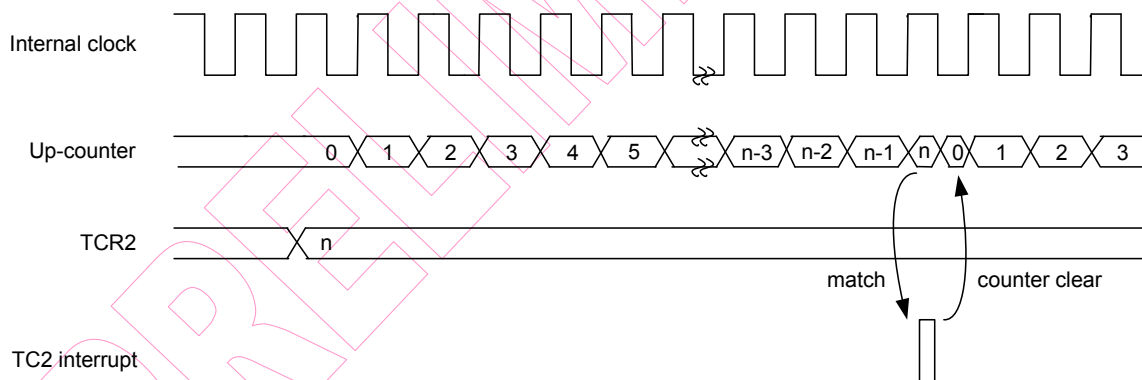 Internal clock
Up-counter 0 1 2 3 4 5 n-3 n-2 n-1 n 0 1 2 3
TCR2 n
match counter clear
TC2 interrupt